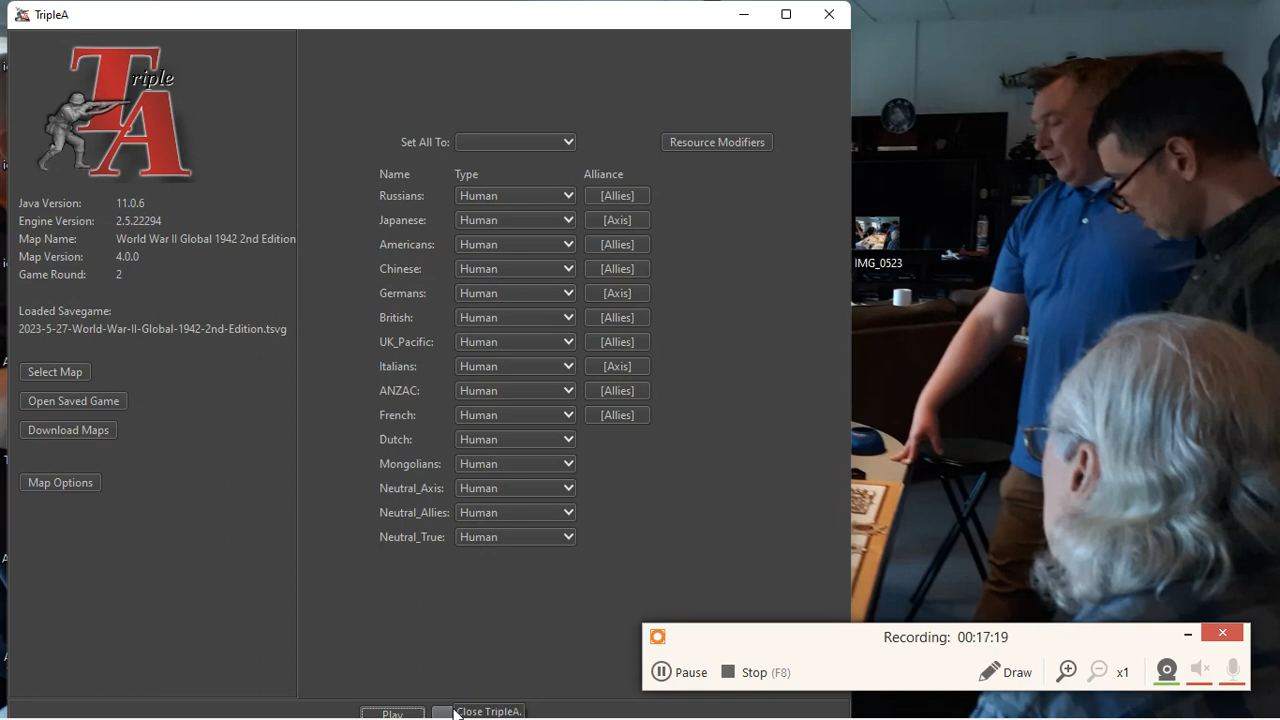 TripleA
Triple
A
Java Version: 11.0.6
Engine Version: 2.5.22294
Map Name: World War II Global 1942 2nd Edition
Map Version: 4.0.0
Game Round: 2
Loaded Savegame:
2023-5-27-World-War-II-Global-1942-2nd-Edition.tsvg
Select Map
Open Saved Game
Download Maps
Map Options
Set All To: Resource Modifiers
Name Type Alliance
Russians: Human [Allies]
Japanese: Human [Axis]
Americans: Human [Allies]
Chinese: Human [Allies]
Germans: Human [Axis]
British: Human [Allies]
UK_Pacific: Human [Allies]
Italians: Human [Axis]
ANZAC: Human [Allies]
French: Human [Allies]
Dutch: Human
Mongolians: Human
Neutral_Axis: Human
Neutral_Allies: Human
Neutral_True: Human
Play Close TripleA.
IMG_0523
Recording: 00:17:19
Pause Stop (F8) Draw x1